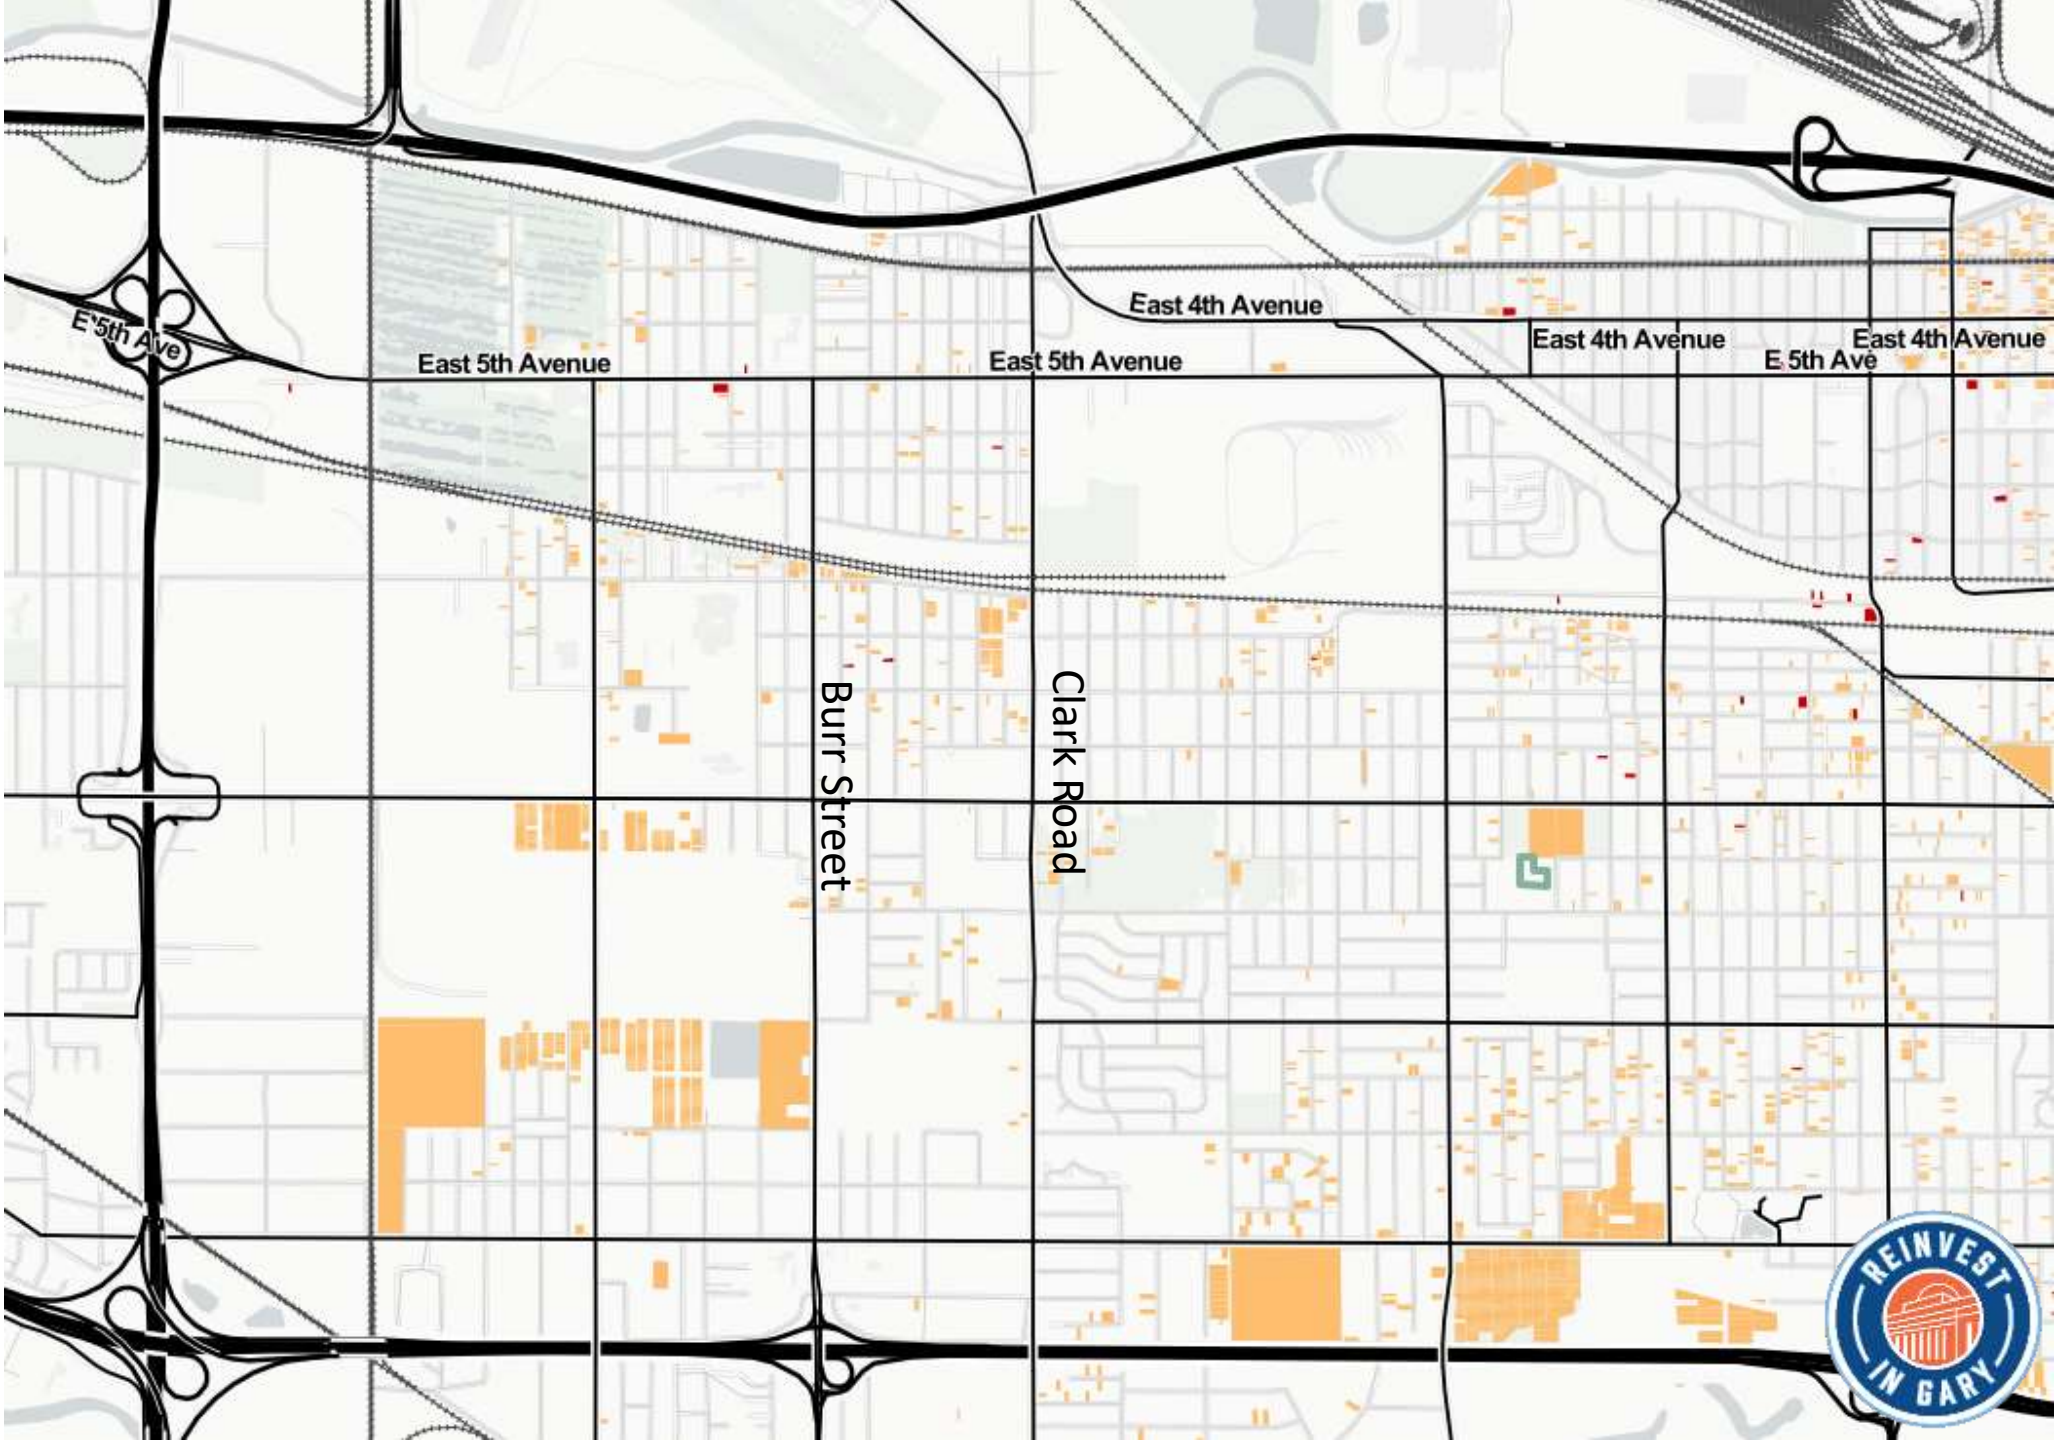 East 4th Avenue
E 5th Ave
East 4th Avenue
East 4th Avenue
East 5th Avenue
East 5th Avenue
E 5th Ave
Burr Street
Clark Road
REINVEST
IN GARY